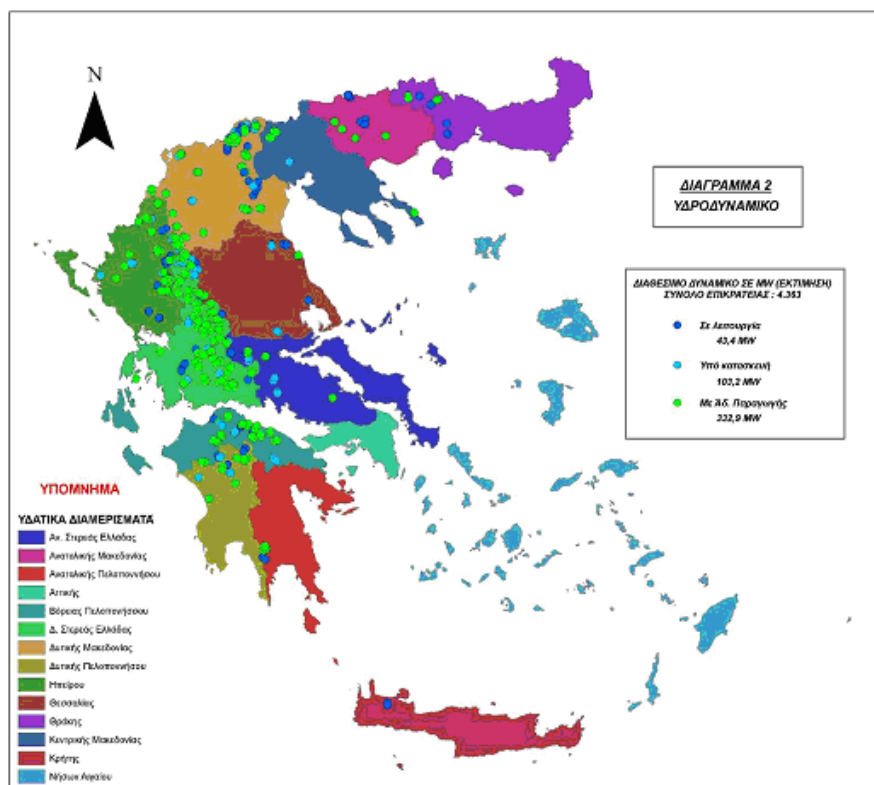 N
ΔΙΑΓΡΑΜΜΑ 2
ΥΔΡΟΔΥΝΑΜΙΚΟ
ΔΙΑΘΕΣΙΜΟ ΔΥΝΑΜΙΚΟ ΣΕ MW (ΕΚΤΙΜΗΣΗ)
ΣΥΝΟΛΟ ΕΠΙΚΡΑΤΕΙΑΣ : 4.363
Σε λειτουργία
43,4 MW
Υπό κατασκευή
103,2 MW
Με Άδ. Παραγωγής
332,9 MW
ΥΠΟΜΝΗΜΑ
ΥΔΑΤΙΚΑ ΔΙΑΜΕΡΙΣΜΑΤΑ
Αν. Στερεάς Ελλάδας
Ανατολικής Μακεδονίας
Ανατολικής Πελοποννήσου
Αττικής
Βόρειας Πελοποννήσου
Δ. Στερεάς Ελλάδας
Δυτικής Μακεδονίας
Δυτικής Πελοποννήσου
Ηπείρου
Θεσσαλίας
Θράκης
Κεντρικής Μακεδονίας
Κρήτης
Νήσων Αιγαίου